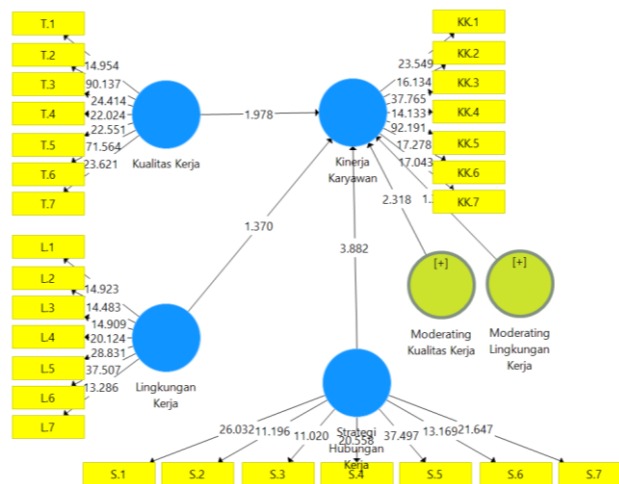 T.1
T.2
T.3
T.4
T.5
T.6
T.7
14.954
90.137
24.414
22.024
22.551
71.564
23.621
Kualitas Kerja
1.978
Kinerja
Karyawan
23.549
16.134
37.765
14.133
92.191
17.278
17.043
KK.1
KK.2
KK.3
KK.4
KK.5
KK.6
KK.7
1.370
3.882
2.318
[+]
Moderating
Kualitas Kerja
[+]
Moderating
Lingkungan
Kerja
L.1
L.2
L.3
L.4
L.5
L.6
L.7
14.923
14.483
14.909
20.124
28.831
37.507
13.286
Lingkungan
Kerja
Strategi
Hubungan
Kerja
26.032
11.196
11.020
20.558
37.497
13.169
21.647
S.1
S.2
S.3
S.4
S.5
S.6
S.7